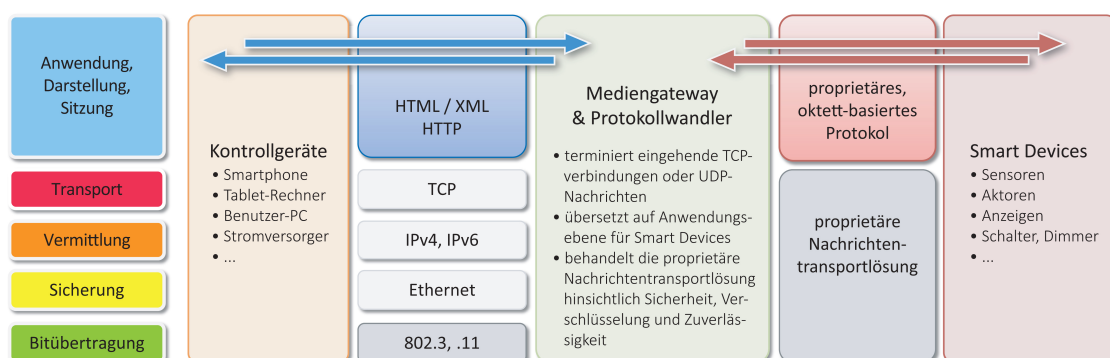 Anwendung,
Darstellung,
Sitzung
Transport
Vermittlung
Sicherung
Bitübertragung
Kontrollgeräte
• Smartphone
• Tablet-Rechner
• Benutzer-PC
• Stromversorger
• ...
HTML / XML
HTTP
TCP
IPv4, IPv6
Ethernet
802.3, .11
Mediengateway
& Protokollwandler
• terminiert eingehende TCP-
verbindungen oder UDP-
Nachrichten
• übersetzt auf Anwendungs-
ebene für Smart Devices
• behandelt die proprietäre
Nachrichtentransportlösung
hinsichtlich Sicherheit, Ver-
schlüsselung und Zuverläs-
sigkeit
proprietäres,
oktett-basiertes
Protokol
proprietäre
Nachrichten-
transportlösung
Smart Devices
• Sensoren
• Aktoren
• Anzeigen
• Schalter, Dimmer
• ...